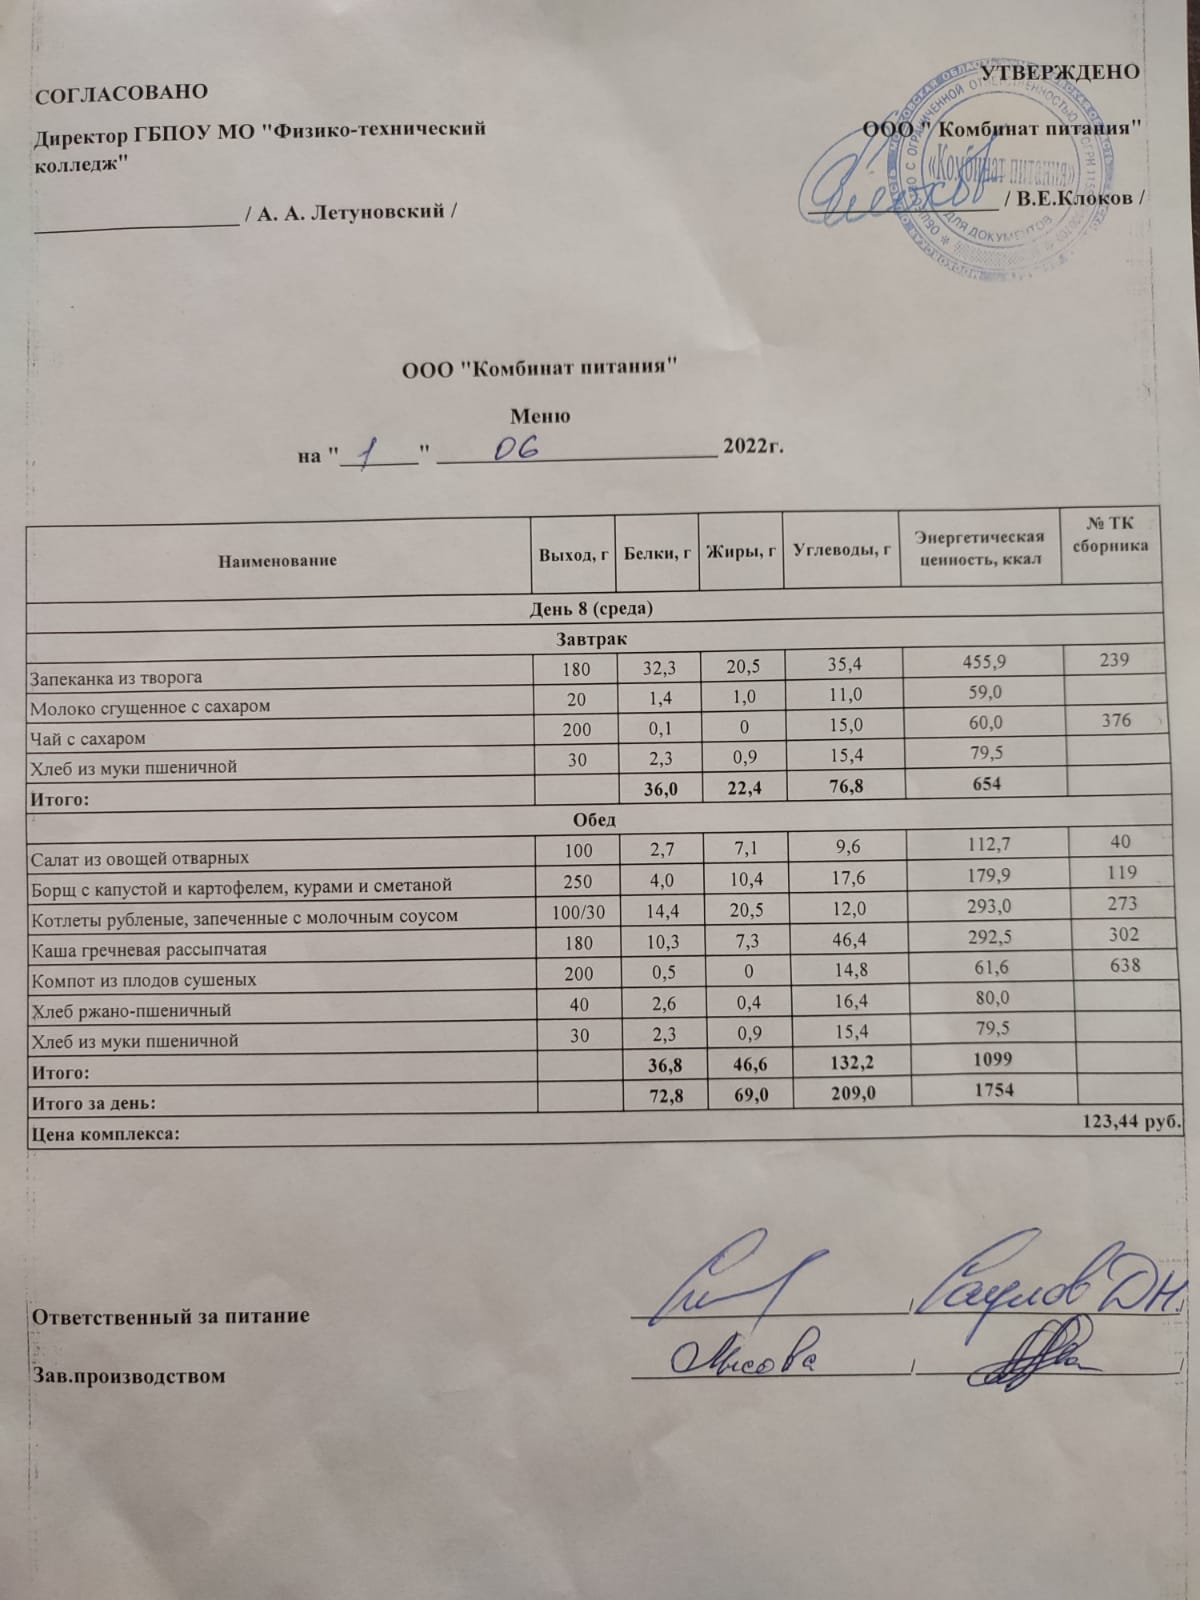 СОГЛАСОВАНО
Директор ГБПОУ МО "Физико-технический
колледж"
/ А. А. Летуновский /
УТВЕРЖДЕНО
ООО " Комбинат питания"
/ В.Е.Клоков /
«Комбинат питания»
ДЛЯ ДОКУМЕНТОВ
ООО "Комбинат питания"
Меню
на " 1 " 06 2022г.
Наименование Выход, г Белки, г Жиры, г Углеводы, г Энергетическая ценность, ккал № ТК сборника
День 8 (среда)
Завтрак
Запеканка из творога 180 32,3 20,5 35,4 455,9 239
Молоко сгущенное с сахаром 20 1,4 1,0 11,0 59,0
Чай с сахаром 200 0,1 0 15,0 60,0 376
Хлеб из муки пшеничной 30 2,3 0,9 15,4 79,5
Итого: 36,0 22,4 76,8 654
Обед
Салат из овощей отварных 100 2,7 7,1 9,6 112,7 40
Борщ с капустой и картофелем, курами и сметаной 250 4,0 10,4 17,6 179,9 119
Котлеты рубленые, запеченные с молочным соусом 100/30 14,4 20,5 12,0 293,0 273
Каша гречневая рассыпчатая 180 10,3 7,3 46,4 292,5 302
Компот из плодов сушеных 200 0,5 0 14,8 61,6 638
Хлеб ржано-пшеничный 40 2,6 0,4 16,4 80,0
Хлеб из муки пшеничной 30 2,3 0,9 15,4 79,5
Итого: 36,8 46,6 132,2 1099
Итого за день: 72,8 69,0 209,0 1754
Цена комплекса: 123,44 руб.
Ответственный за питание
Зав.производством Мысова